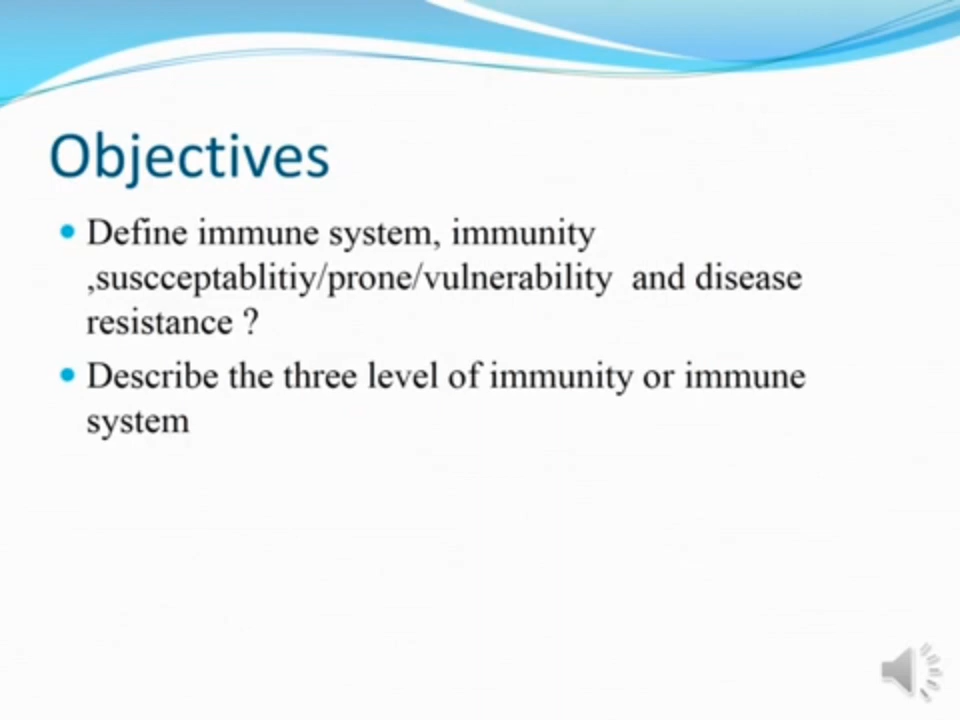 Objectives
Define immune system, immunity
,suscceptablitiy/prone/vulnerability and disease
resistance ?
Describe the three level of immunity or immune
system